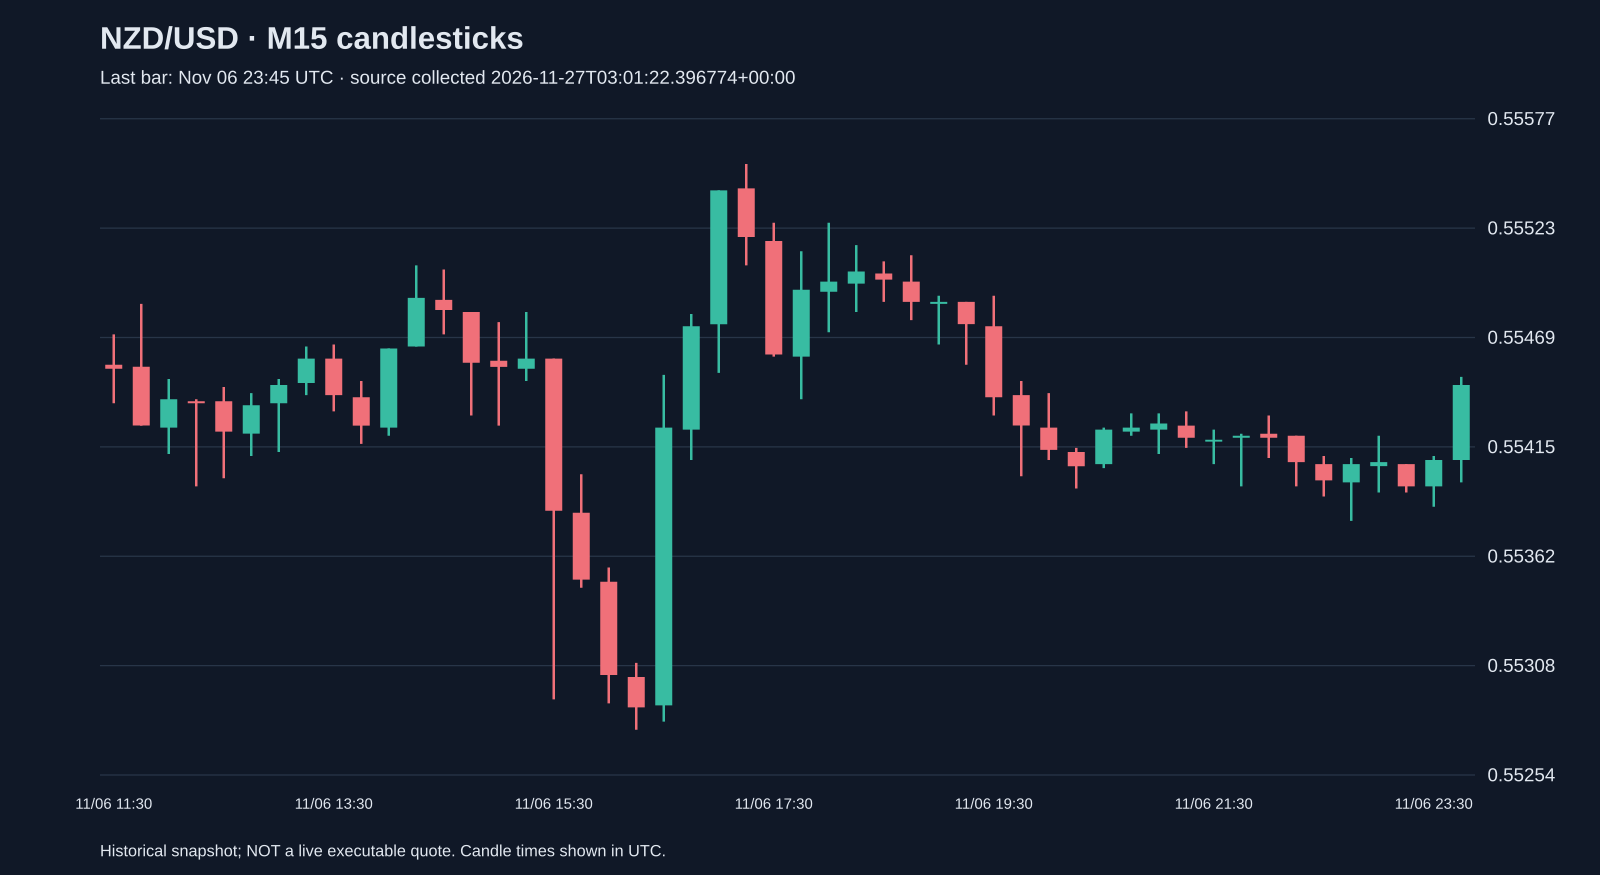 NZD/USD · M15 candlesticks
Last bar: Nov 06 23:45 UTC · source collected 2026-11-27T03:01:22.396774+00:00
0.55577
0.55523
0.55469
0.55415
0.55362
0.55308
0.55254
11/06 11:30 11/06 13:30 11/06 15:30 11/06 17:30 11/06 19:30 11/06 21:30 11/06 23:30
Historical snapshot; NOT a live executable quote. Candle times shown in UTC.